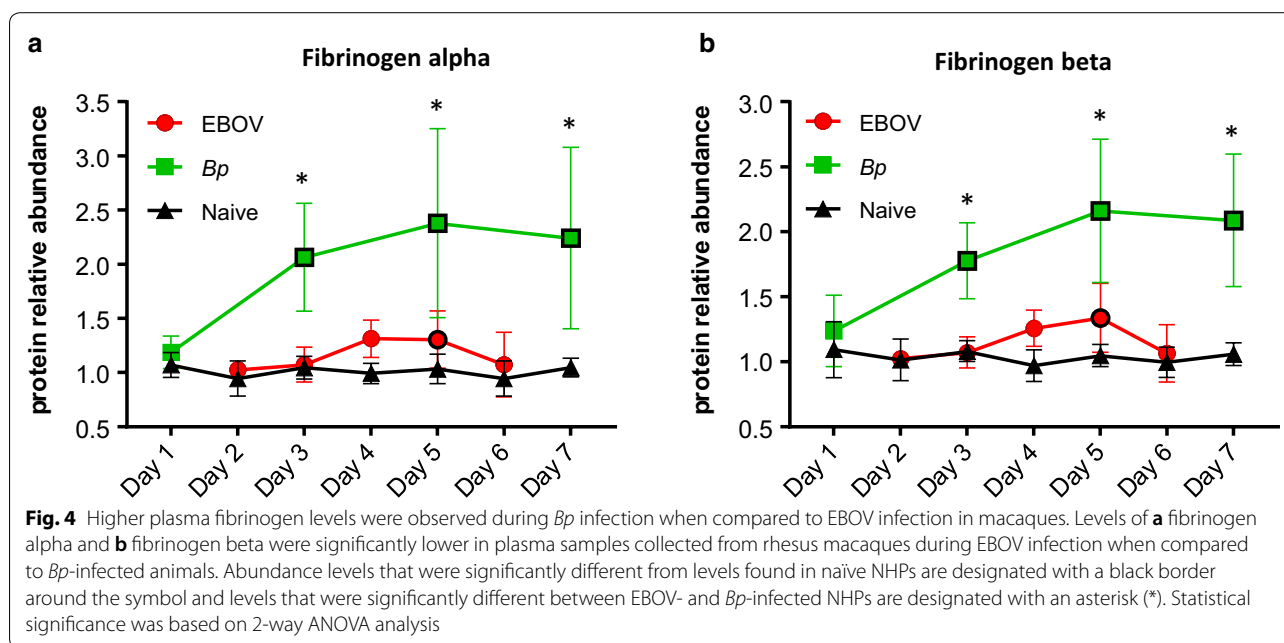 a
Fibrinogen alpha
protein relative abundance
3.5
3.0
2.5
2.0
1.5
1.0
0.5
EBOV
Bp
Naive
*
*
*
Day 1
Day 2
Day 3
Day 4
Day 5
Day 6
Day 7
b
Fibrinogen beta
protein relative abundance
3.0
2.5
2.0
1.5
1.0
0.5
EBOV
Bp
Naive
*
*
*
Day 1
Day 2
Day 3
Day 4
Day 5
Day 6
Day 7
Fig. 4 Higher plasma fibrinogen levels were observed during Bp infection when compared to EBOV infection in macaques. Levels of a fibrinogen
alpha and b fibrinogen beta were significantly lower in plasma samples collected from rhesus macaques during EBOV infection when compared
to Bp-infected animals. Abundance levels that were significantly different from levels found in naïve NHPs are designated with a black border
around the symbol and levels that were significantly different between EBOV- and Bp-infected NHPs are designated with an asterisk (*). Statistical
significance was based on 2-way ANOVA analysis